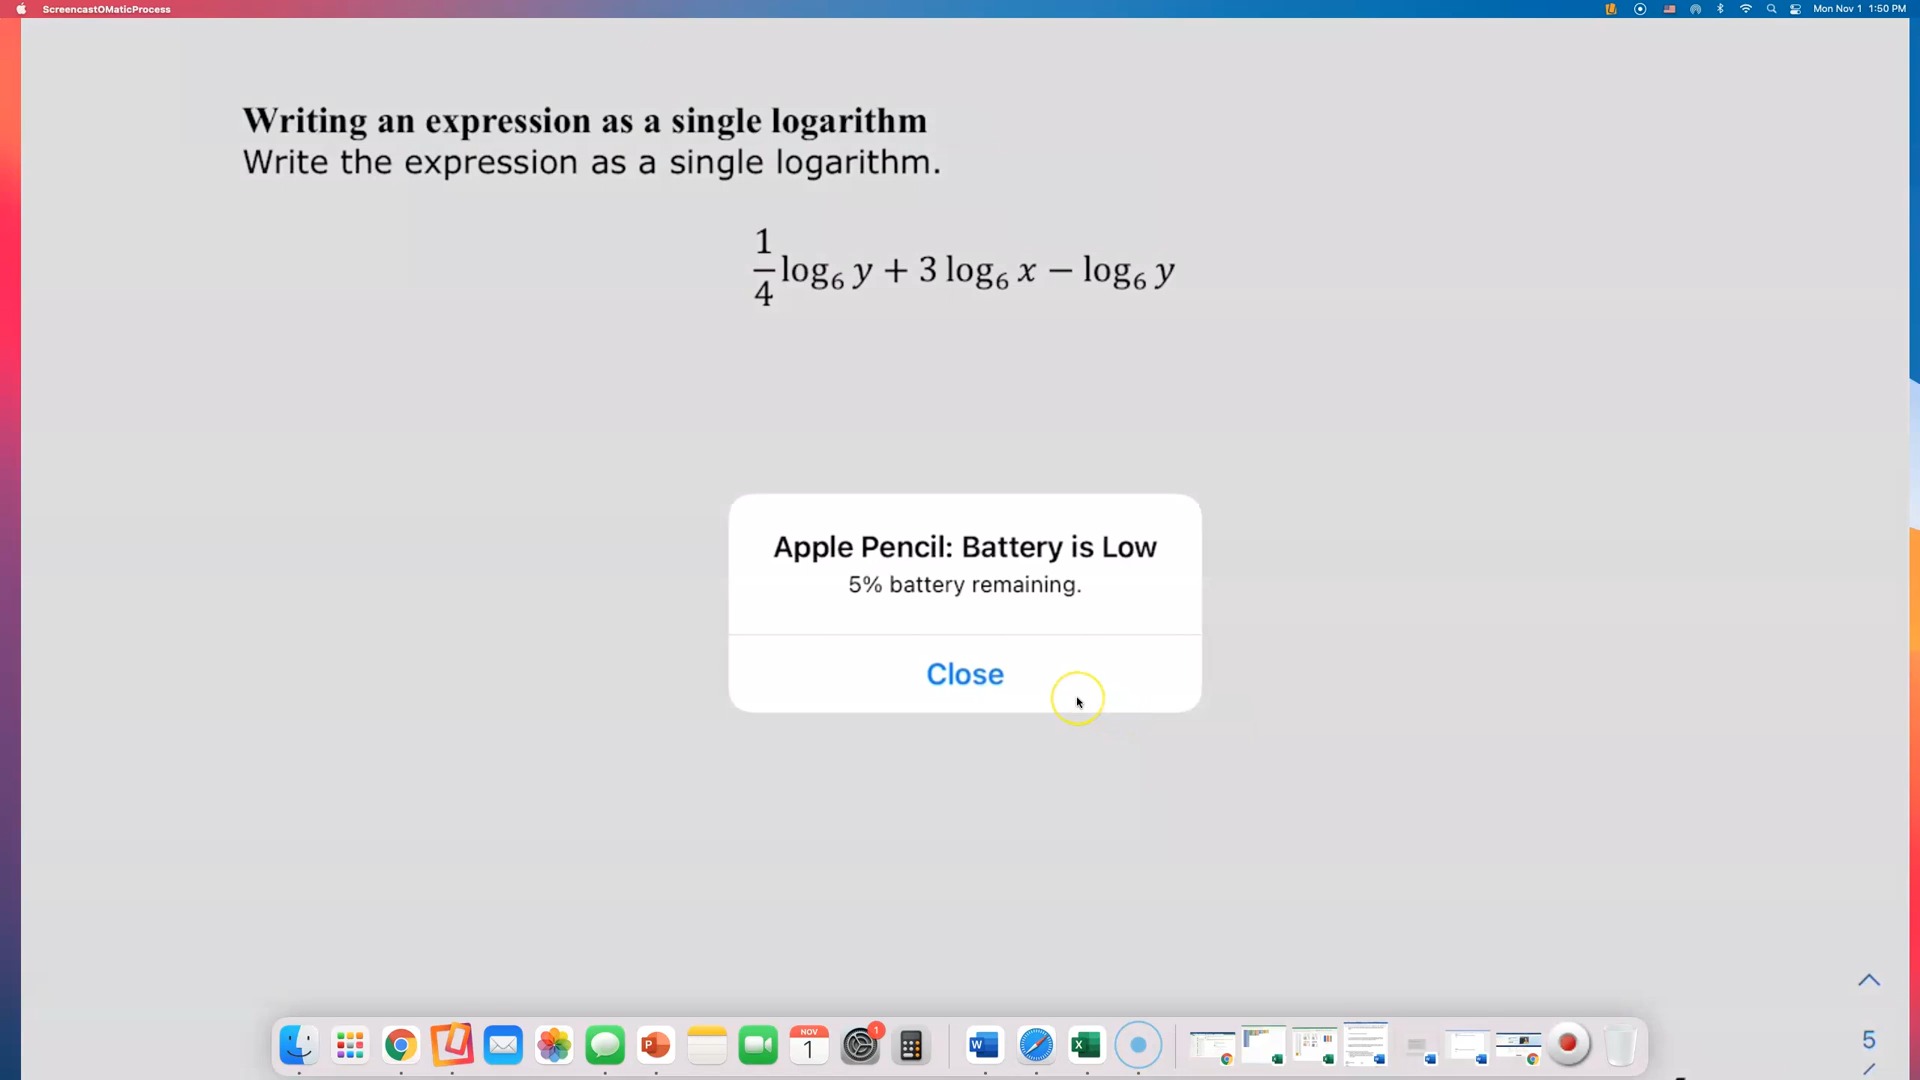 ScreencastOMaticProcess
Mon Nov 1 1:50 PM
Writing an expression as a single logarithm
Write the expression as a single logarithm.
1/4 log₆ y + 3 log₆ x − log₆ y
Apple Pencil: Battery is Low
5% battery remaining.
Close
5
/
NOV
1
1